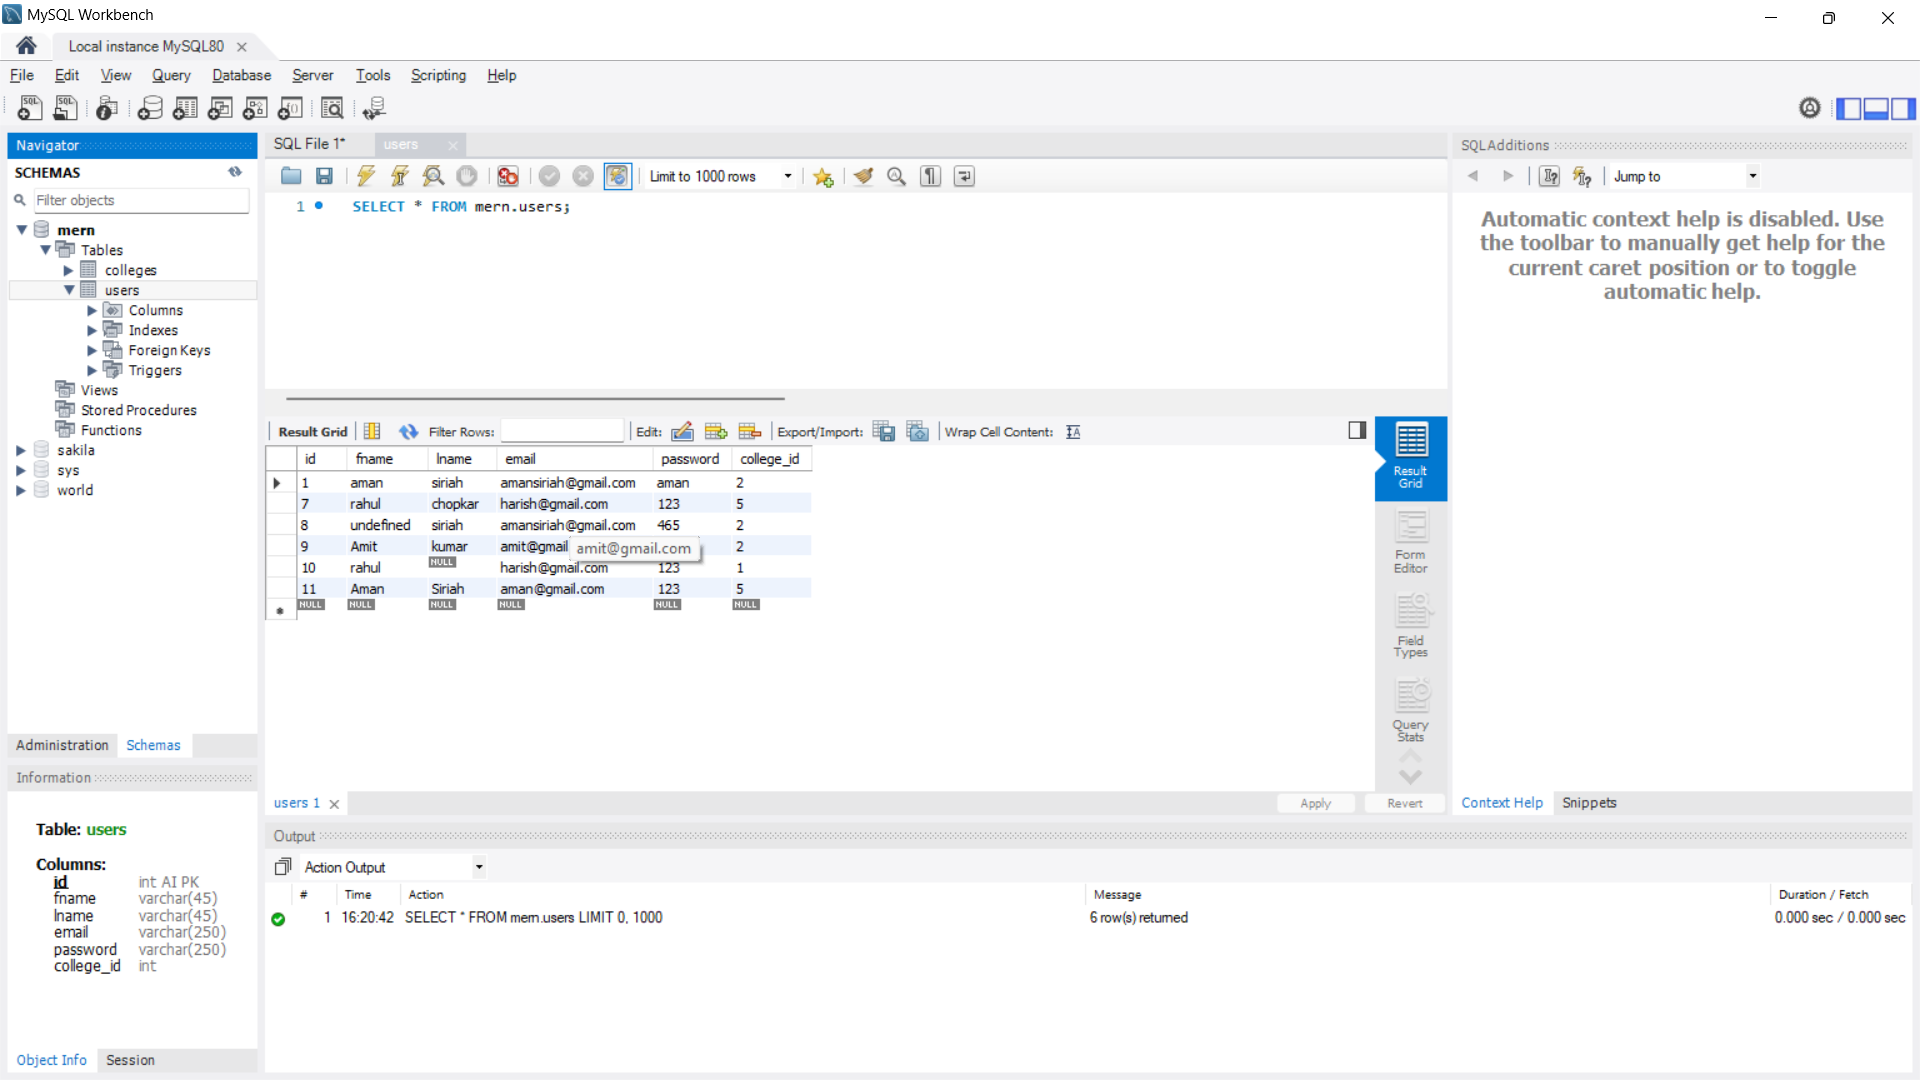 MySQL Workbench
Local instance MySQL80
File Edit View Query Database Server Tools Scripting Help
Navigator
SCHEMAS
Filter objects
mern
Tables
colleges
users
Columns
Indexes
Foreign Keys
Triggers
Views
Stored Procedures
Functions
sakila
sys
world
Administration Schemas
Information
Table: users
Columns:
id int AI PK
fname varchar(45)
lname varchar(45)
email varchar(250)
password varchar(250)
college_id int
Object Info Session
SQL File 1* users
Limit to 1000 rows
1 SELECT * FROM mern.users;
Result Grid Filter Rows: Edit: Export/Import: Wrap Cell Content:
id fname lname email password college_id
1 aman siriah amansiriah@gmail.com aman 2
7 rahul chopkar harish@gmail.com 123 5
8 undefined siriah amansiriah@gmail.com 465 2
9 Amit kumar amit@gmail 2
amit@gmail.com
10 rahul NULL harish@gmail.com 123 1
11 Aman Siriah aman@gmail.com 123 5
NULL NULL NULL NULL NULL NULL
Result
Grid
Form
Editor
Field
Types
Query
Stats
users 1 Apply Revert
SQLAdditions
Jump to
Automatic context help is disabled. Use
the toolbar to manually get help for the
current caret position or to toggle
automatic help.
Context Help Snippets
Output
Action Output
# Time Action Message Duration / Fetch
1 16:20:42 SELECT * FROM mern.users LIMIT 0, 1000 6 row(s) returned 0.000 sec / 0.000 sec